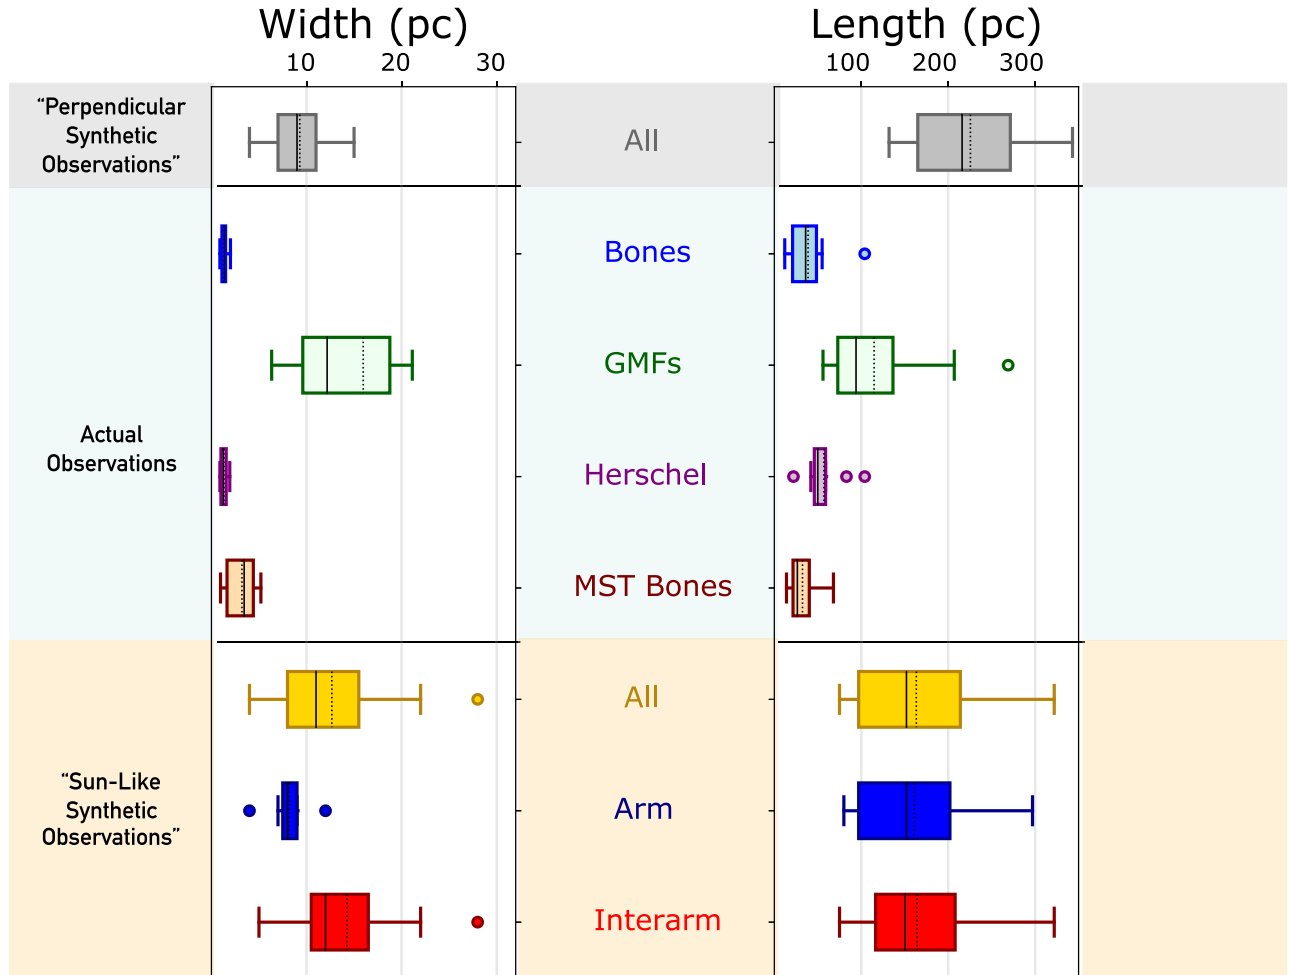 Width (pc)
Length (pc)
10 20 30
100 200 300
“Perpendicular
Synthetic
Observations”
All
Bones
GMFs
Actual
Observations
Herschel
MST Bones
All
“Sun-Like
Synthetic
Observations”
Arm
Interarm